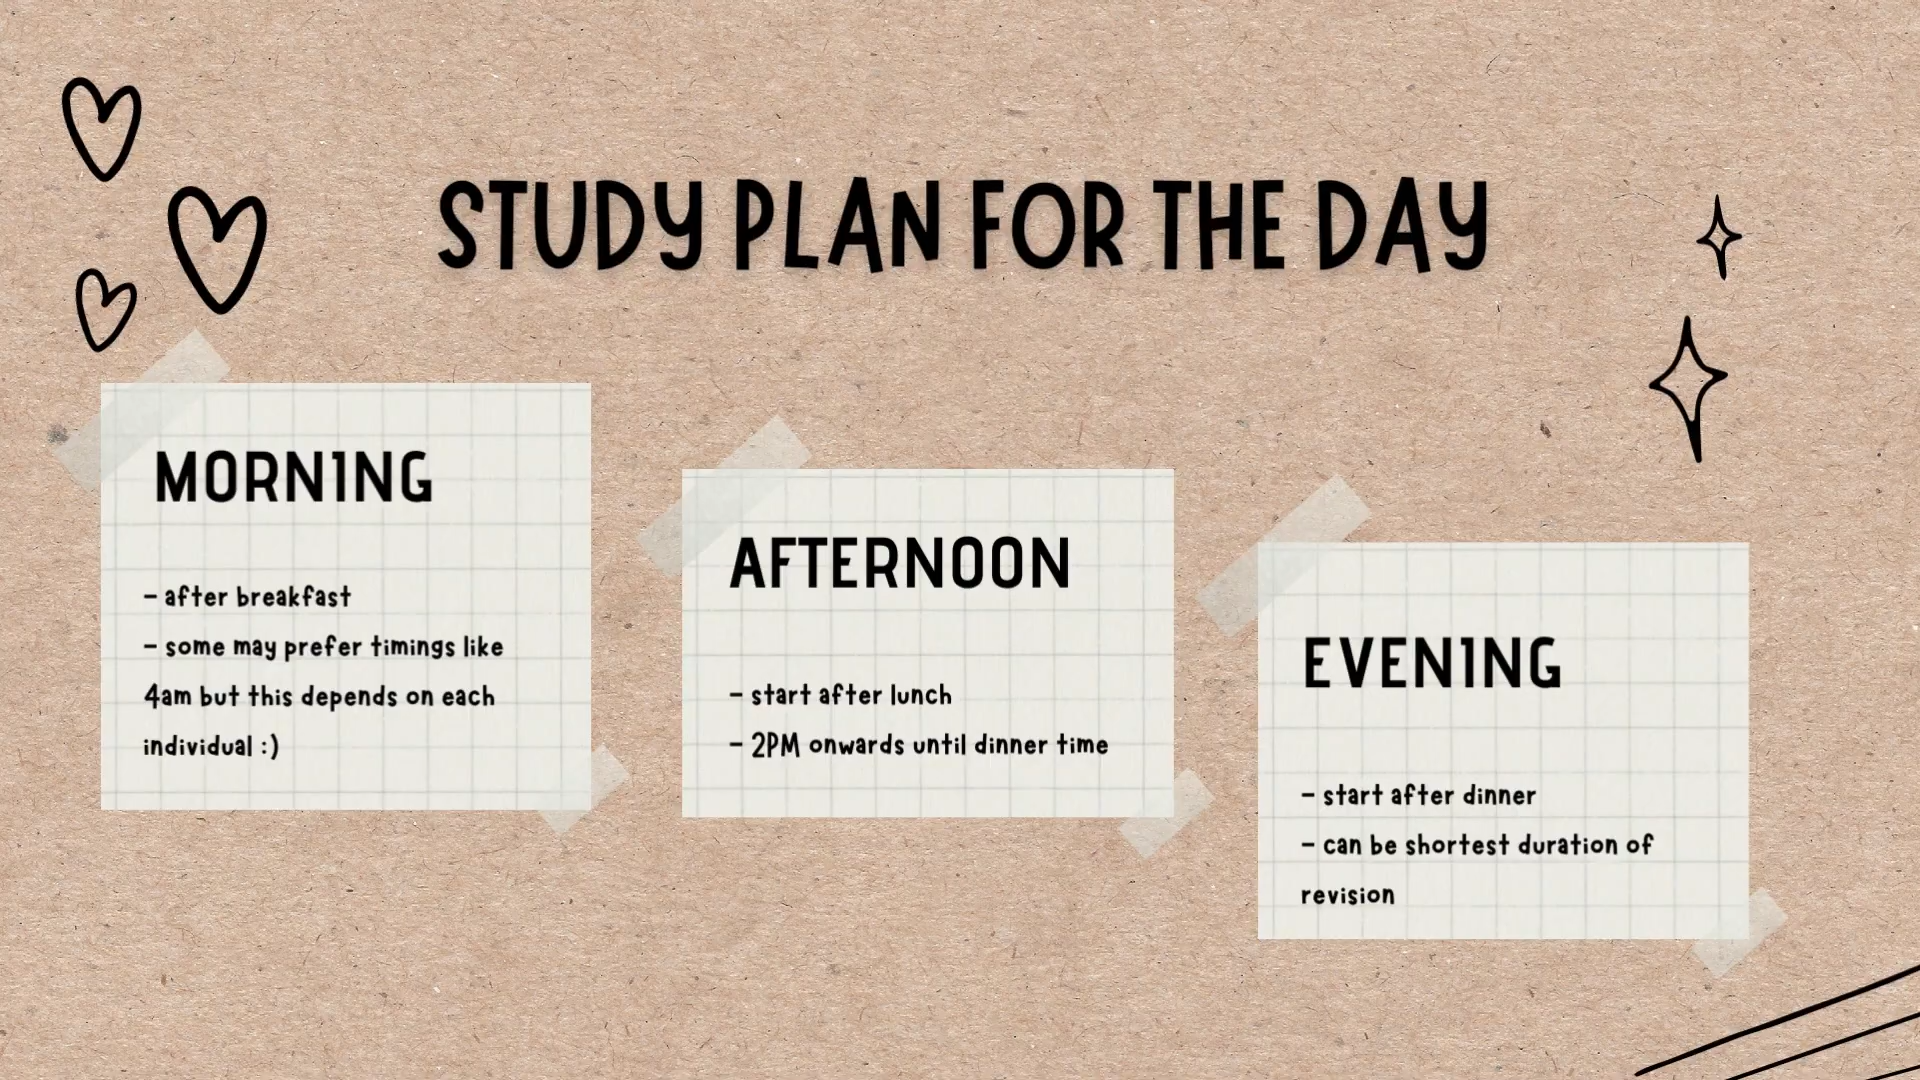 STUDY PLAN FOR THE DAY
MORNING
- after breakfast
- some may prefer timings like
4am but this depends on each
individual :)
AFTERNOON
- start after lunch
- 2PM onwards until dinner time
EVENING
- start after dinner
- can be shortest duration of
revision